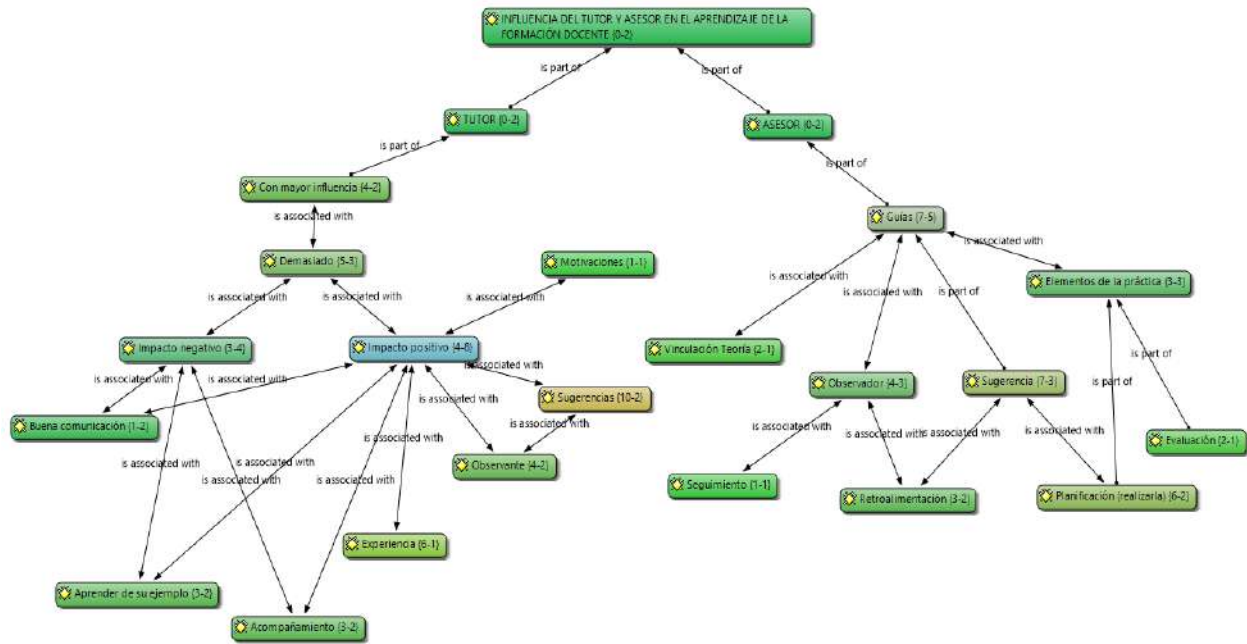 INFLUENCIA DEL TUTOR Y ASESOR EN EL APRENDIZAJE DE LA
FORMACIÓN DOCENTE {0-2}
is part of
is part of
TUTOR {0-2}
ASESOR {0-2}
is part of
is part of
Con mayor influencia {4-2}
Guías {7-5}
is associated with
is associated with
Demasiado {5-3}
Motivaciones {1-1}
is associated with
is associated with
is part of
Elementos de la práctica {3-3}
is associated with
is associated with
is associated with
Impacto negativo {3-4}
Impacto positivo {4-8}
Vinculación Teoría {2-1}
is part of
is associated with
is associated with
is associated with
Observador {4-3}
Sugerencia {7-3}
is part of
Sugerencias {10-2}
Buena comunicación {1-2}
is associated with
is associated with
is associated with
is associated with
is associated with
is associated with
is associated with
Evaluación {2-1}
is associated with
is associated with
is associated with
Observante {4-2}
Seguimiento {1-1}
Retroalimentación {3-2}
Planificación (realizarla) {6-2}
Experiencia {6-1}
Aprender de su ejemplo {3-2}
Acompañamiento {3-2}